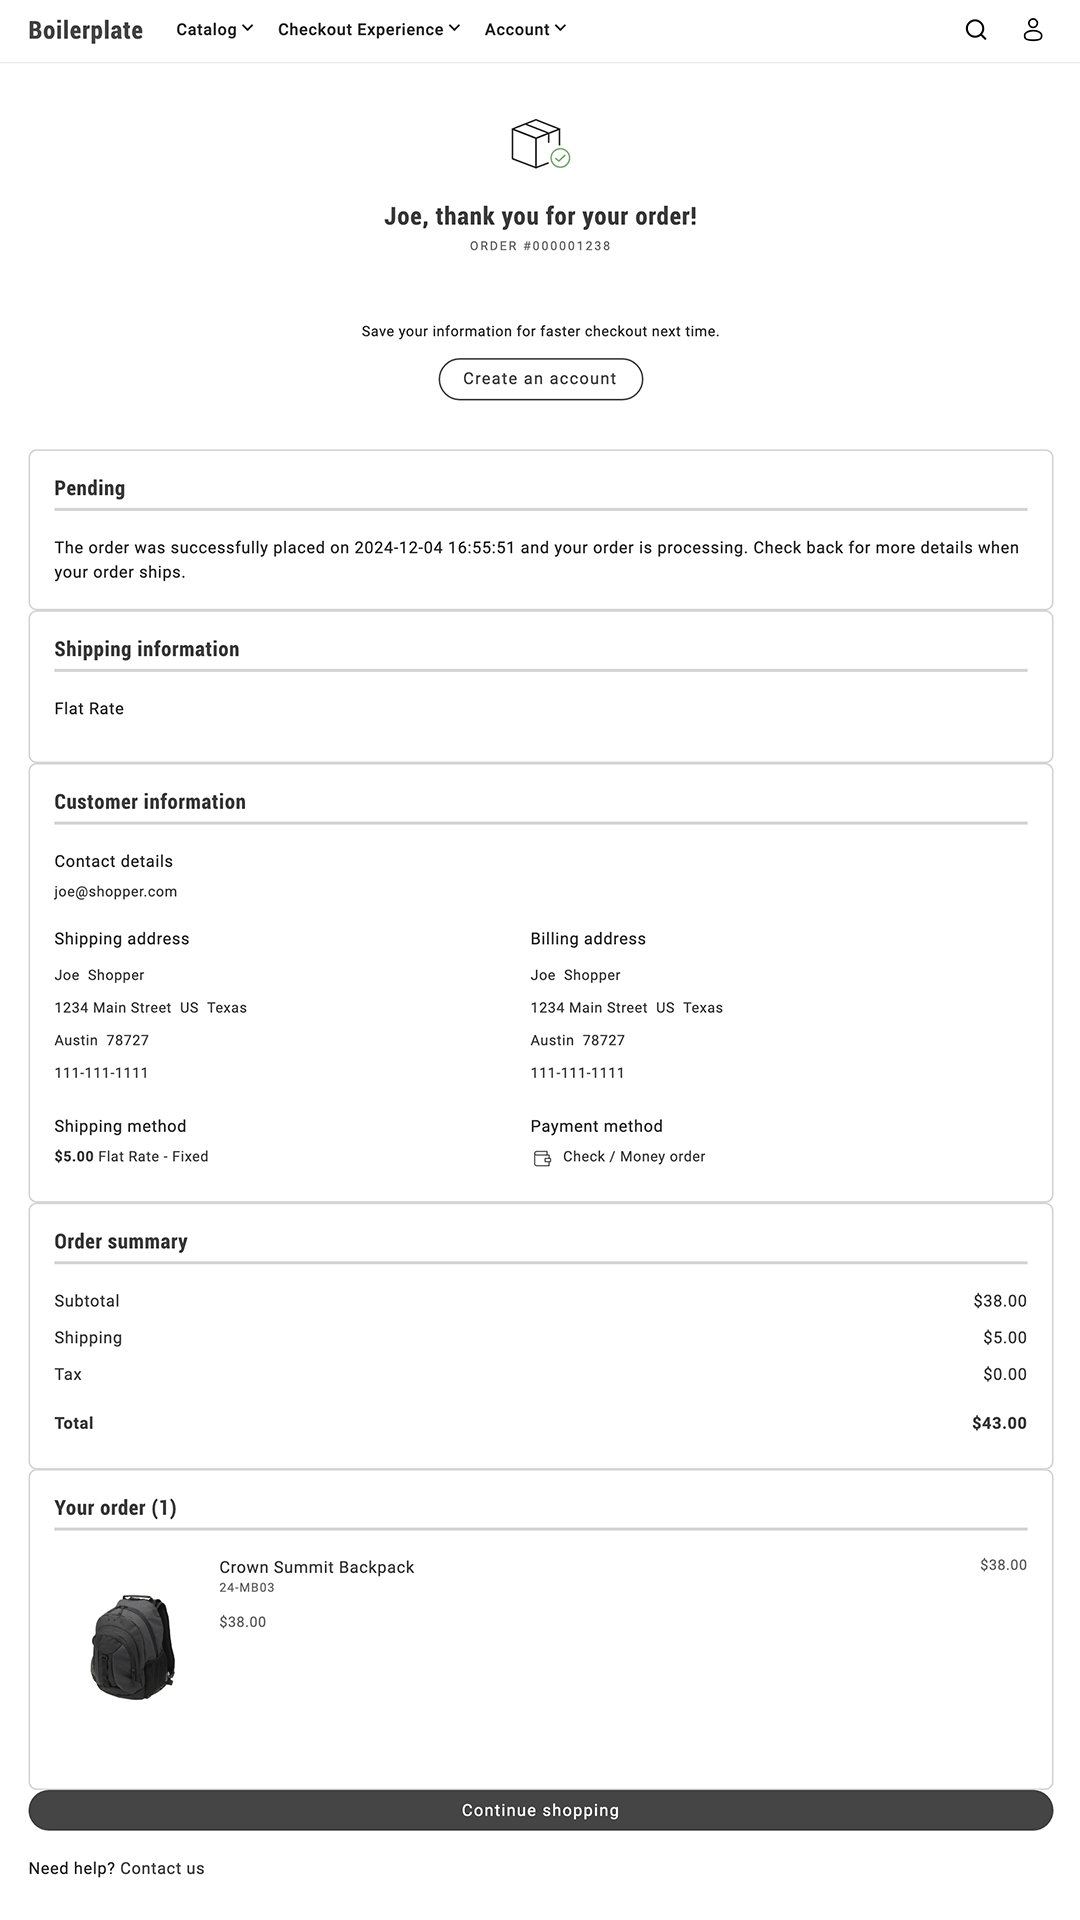 Boilerplate Catalog Checkout Experience Account
Joe, thank you for your order!
ORDER #000001238
Save your information for faster checkout next time.
Create an account
Pending
The order was successfully placed on 2024-12-04 16:55:51 and your order is processing. Check back for more details when
your order ships.
Shipping information
Flat Rate
Customer information
Contact details
joe@shopper.com
Shipping address
Joe  Shopper
1234 Main Street  US  Texas
Austin  78727
111-111-1111
Billing address
Joe  Shopper
1234 Main Street  US  Texas
Austin  78727
111-111-1111
Shipping method
$5.00 Flat Rate - Fixed
Payment method
Check / Money order
Order summary
Subtotal $38.00
Shipping $5.00
Tax $0.00
Total $43.00
Your order (1)
Crown Summit Backpack $38.00
24-MB03
$38.00
Continue shopping
Need help? Contact us